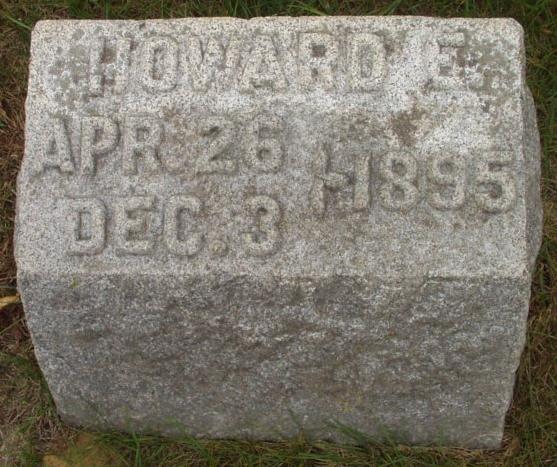 HOWARD E.
APR. 26
1895
DEC. 3